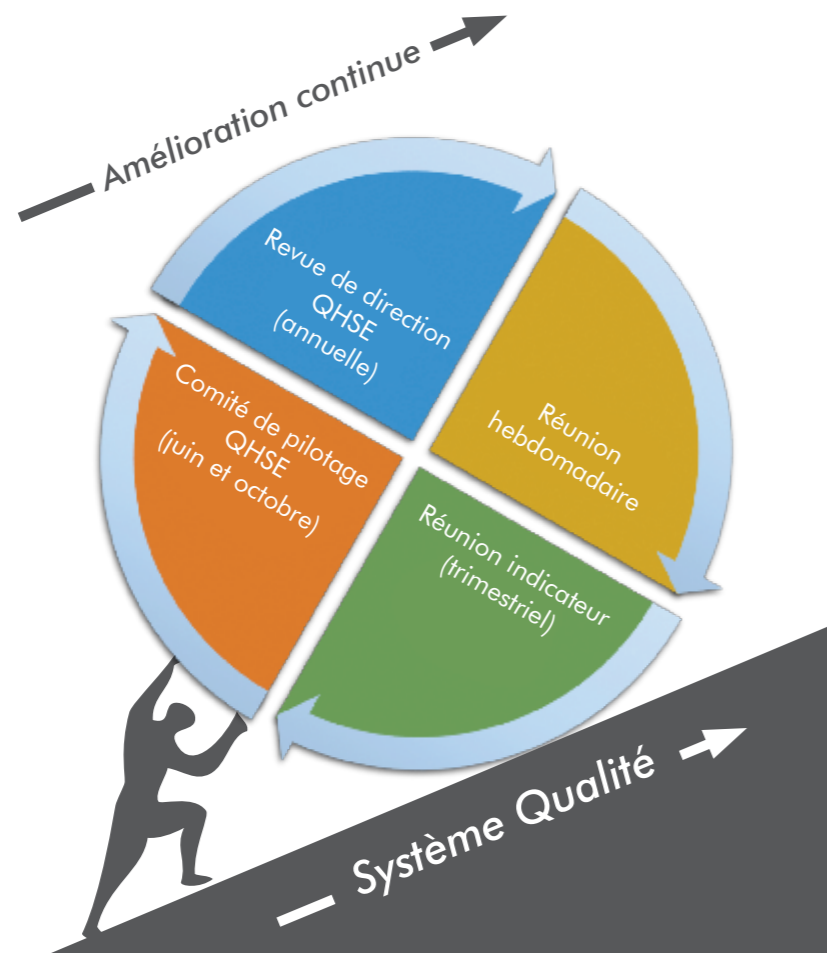 Amélioration continue
Revue de direction
QHSE
(annuelle)
Réunion
hebdomadaire
Comité de pilotage
QHSE
(juin et octobre)
Réunion indicateur
(trimestriel)
Système Qualité